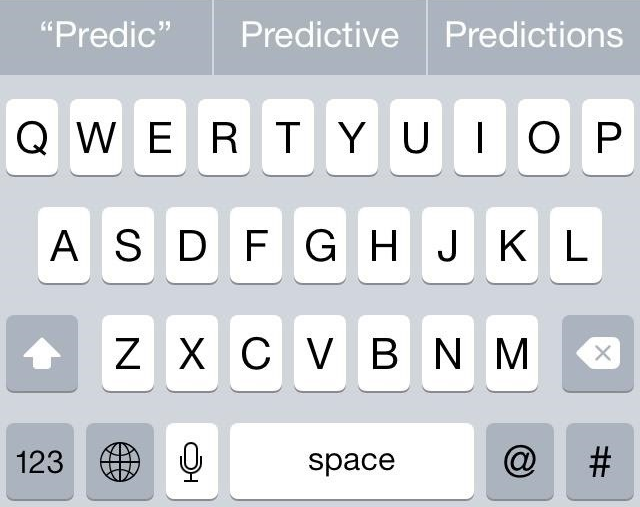 “Predic” Predictive Predictions
Q W E R T Y U I O P
A S D F G H J K L
Z X C V B N M
123 space @ #